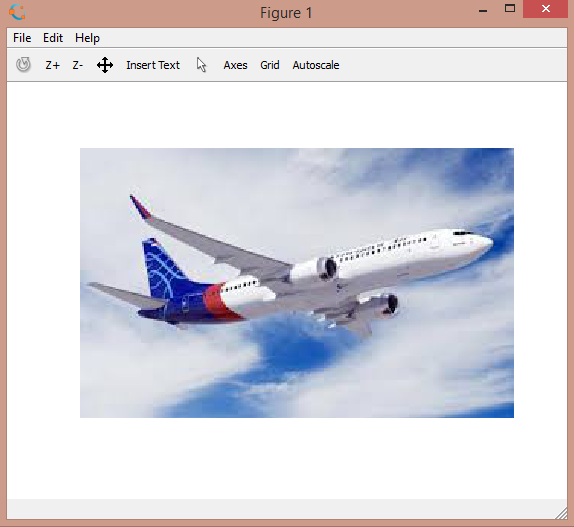 Figure 1
File Edit Help
Z+ Z- Insert Text Axes Grid Autoscale